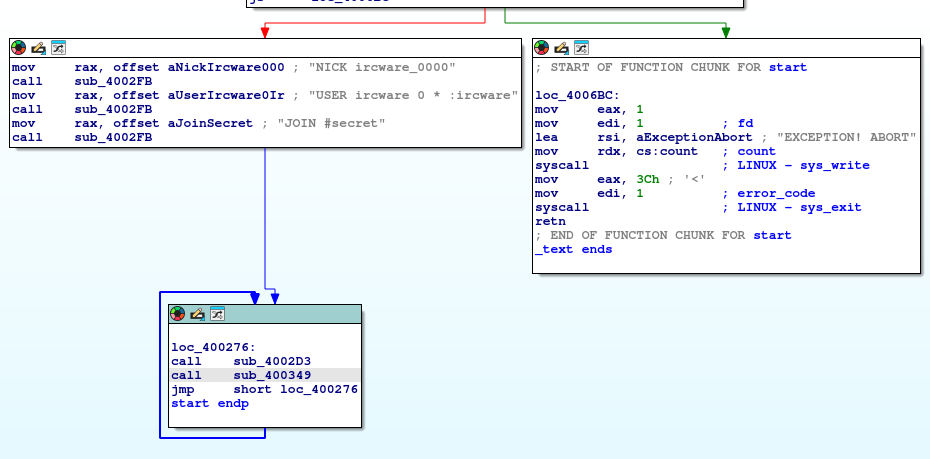 mov rax, offset aNickIrcware000 ; "NICK ircware_0000"
call sub_4002FB
mov rax, offset aUserIrcware0Ir ; "USER ircware 0 * :ircware"
call sub_4002FB
mov rax, offset aJoinSecret ; "JOIN #secret"
call sub_4002FB
; START OF FUNCTION CHUNK FOR start
loc_4006BC:
mov eax, 1
mov edi, 1 ; fd
lea rsi, aExceptionAbort ; "EXCEPTION! ABORT"
mov rdx, cs:count ; count
syscall ; LINUX - sys_write
mov eax, 3Ch ; '<'
mov edi, 1 ; error_code
syscall ; LINUX - sys_exit
retn
; END OF FUNCTION CHUNK FOR start
_text ends
loc_400276:
call sub_4002D3
call sub_400349
jmp short loc_400276
start endp